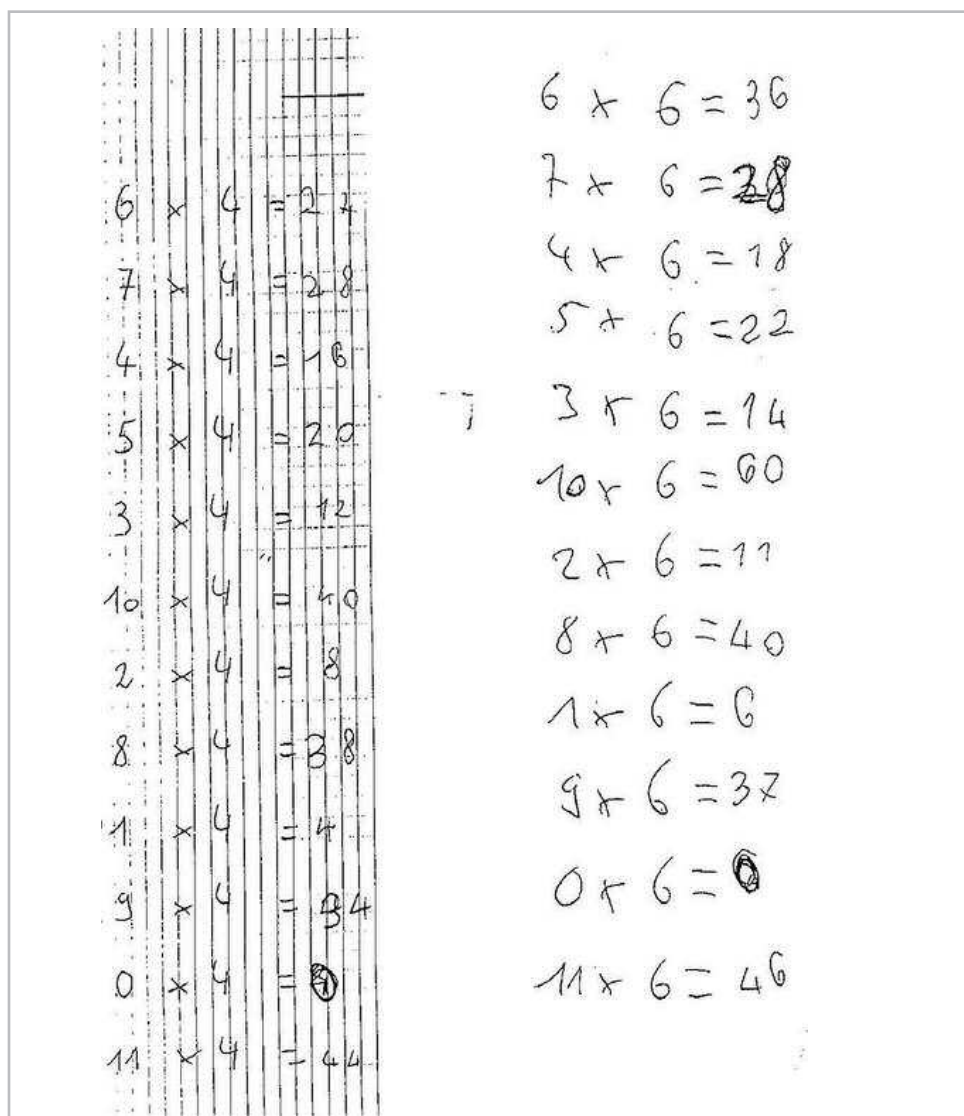 6 × 4 = 24
7 × 4 = 28
4 × 4 = 16
5 × 4 = 20
3 × 4 = 12
10 × 4 = 40
2 × 4 = 8
8 × 4 = 38
1 × 4 = 4
9 × 4 = 34
0 × 4 =
11 × 4 = 44
6 × 6 = 36
7 × 6 =
4 × 6 = 18
5 × 6 = 22
3 × 6 = 14
10 × 6 = 60
2 × 6 = 11
8 × 6 = 40
1 × 6 = 6
9 × 6 = 37
0 × 6 = 0
11 × 6 = 46